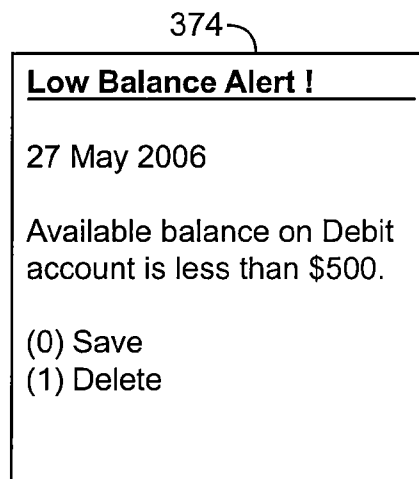 374
Low Balance Alert !
27 May 2006
Available balance on Debit
account is less than $500.
(0) Save
(1) Delete